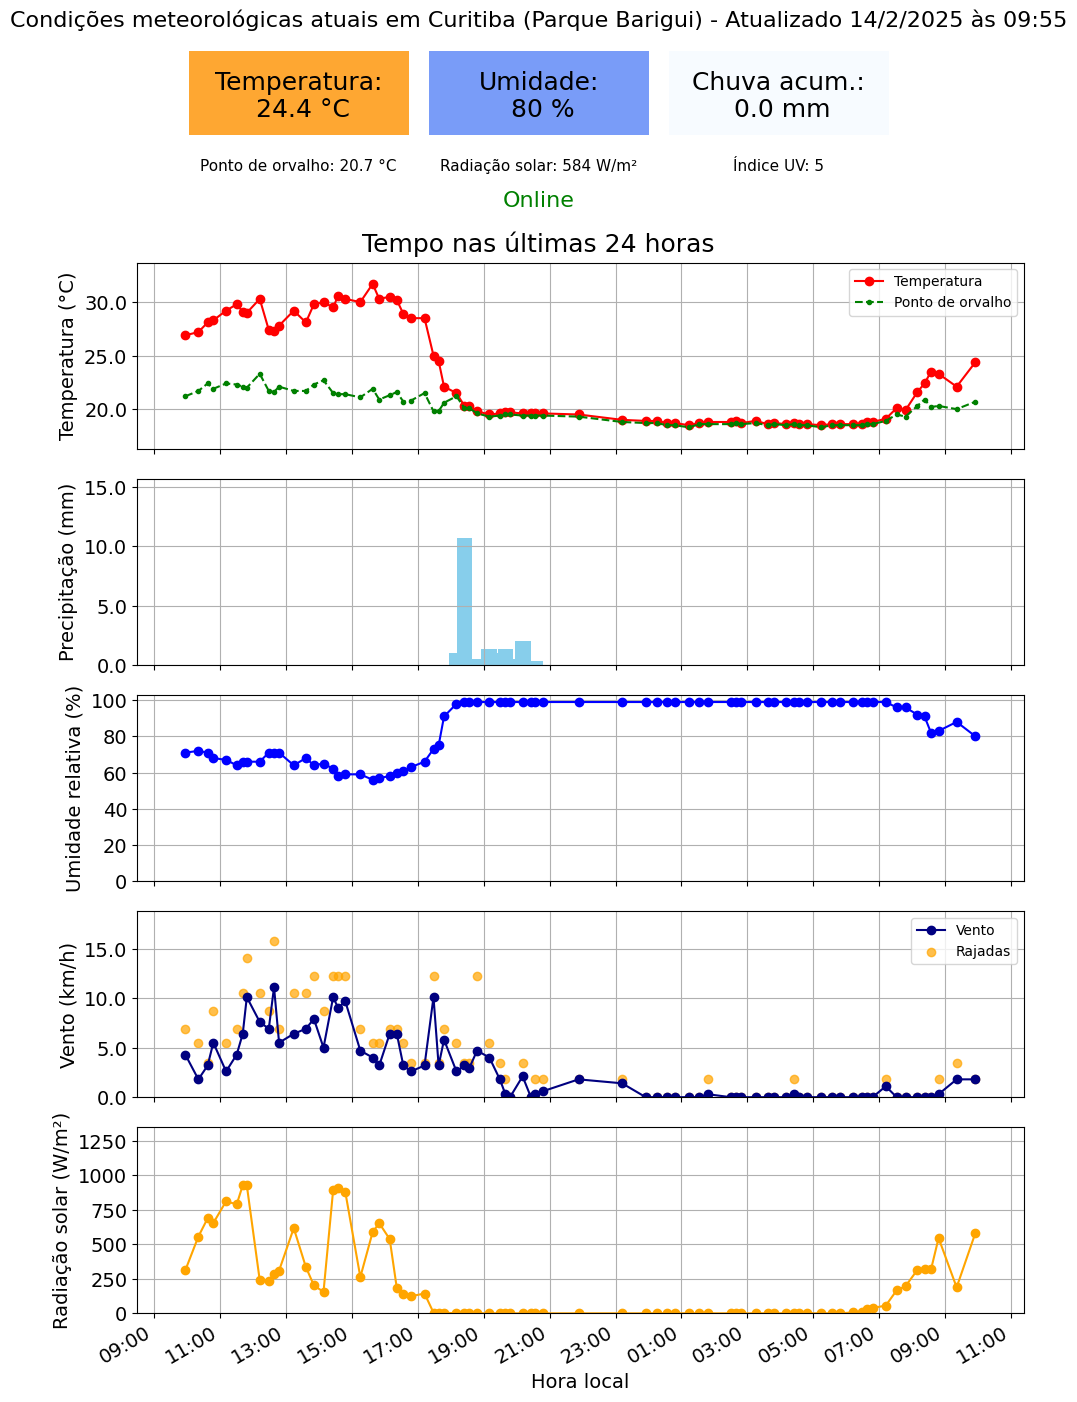 Condições meteorológicas atuais em Curitiba (Parque Barigui) - Atualizado 14/2/2025 às 09:55
Temperatura:
24.4 °C
Umidade:
80 %
Chuva acum.:
0.0 mm
Ponto de orvalho: 20.7 °C
Radiação solar: 584 W/m²
Índice UV: 5
Online
Tempo nas últimas 24 horas
Temperatura (°C)
30.0
25.0
20.0
Temperatura
Ponto de orvalho
Precipitação (mm)
15.0
10.0
5.0
0.0
Umidade relativa (%)
100
80
60
40
20
0
Vento (km/h)
15.0
10.0
5.0
0.0
Vento
Rajadas
Radiação solar (W/m²)
1250
1000
750
500
250
0
09:00
11:00
13:00
15:00
17:00
19:00
21:00
23:00
01:00
03:00
05:00
07:00
09:00
11:00
Hora local